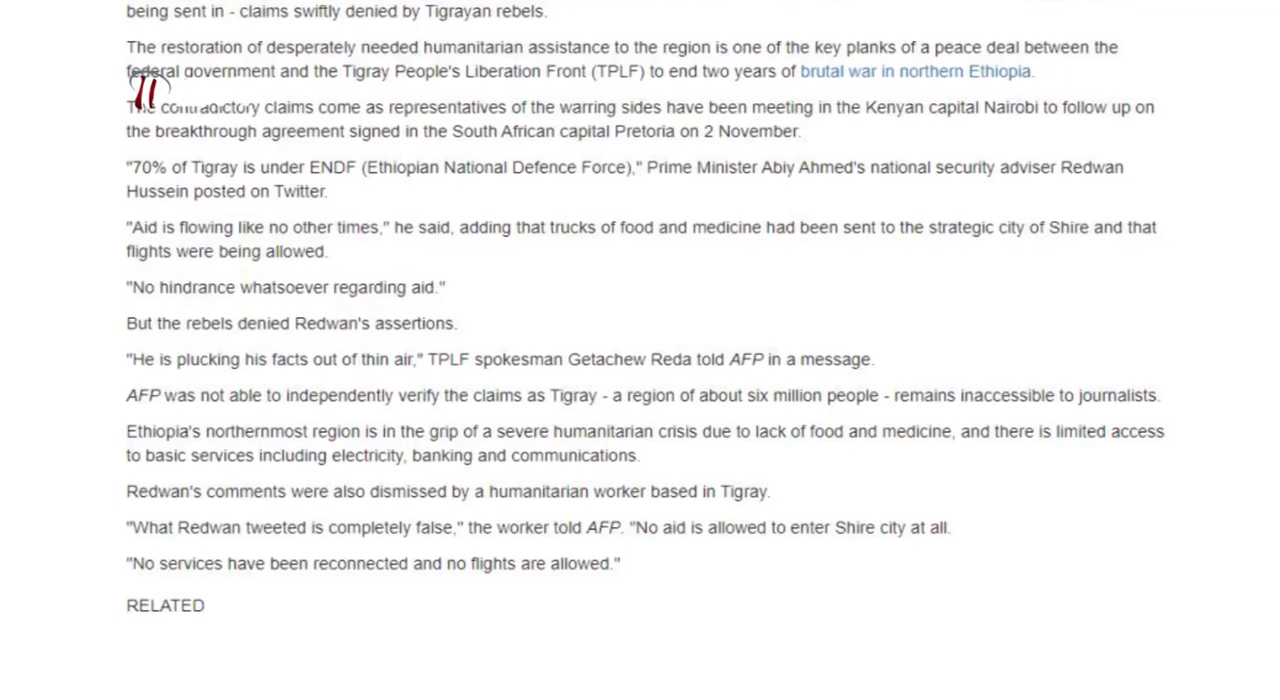 being sent in - claims swiftly denied by Tigrayan rebels.
The restoration of desperately needed humanitarian assistance to the region is one of the key planks of a peace deal between the
federal government and the Tigray People's Liberation Front (TPLF) to end two years of brutal war in northern Ethiopia.
The contradictory claims come as representatives of the warring sides have been meeting in the Kenyan capital Nairobi to follow up on
the breakthrough agreement signed in the South African capital Pretoria on 2 November.
"70% of Tigray is under ENDF (Ethiopian National Defence Force)," Prime Minister Abiy Ahmed's national security adviser Redwan
Hussein posted on Twitter.
"Aid is flowing like no other times," he said, adding that trucks of food and medicine had been sent to the strategic city of Shire and that
flights were being allowed.
"No hindrance whatsoever regarding aid."
But the rebels denied Redwan's assertions.
"He is plucking his facts out of thin air," TPLF spokesman Getachew Reda told AFP in a message.
AFP was not able to independently verify the claims as Tigray - a region of about six million people - remains inaccessible to journalists.
Ethiopia's northernmost region is in the grip of a severe humanitarian crisis due to lack of food and medicine, and there is limited access
to basic services including electricity, banking and communications.
Redwan's comments were also dismissed by a humanitarian worker based in Tigray.
"What Redwan tweeted is completely false," the worker told AFP. "No aid is allowed to enter Shire city at all.
"No services have been reconnected and no flights are allowed."
RELATED